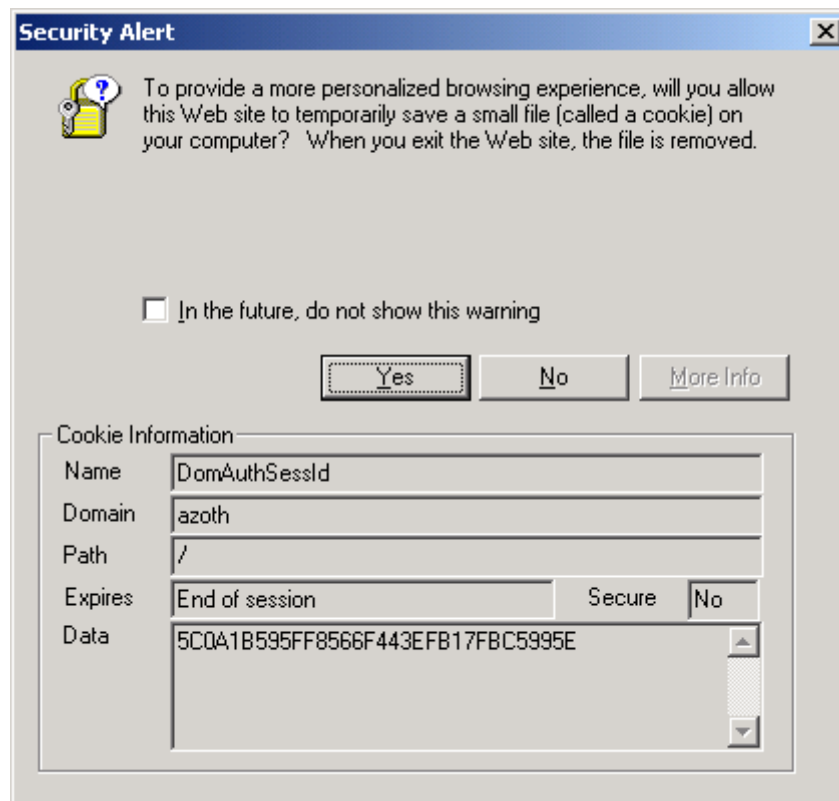 Security Alert
To provide a more personalized browsing experience, will you allow
this Web site to temporarily save a small file (called a cookie) on
your computer? When you exit the Web site, the file is removed.
In the future, do not show this warning
Yes No More Info
Cookie Information
Name DomAuthSessId
Domain azoth
Path /
Expires End of session Secure No
Data 5C0A1B595FF8566F443EFB17FBC5995E